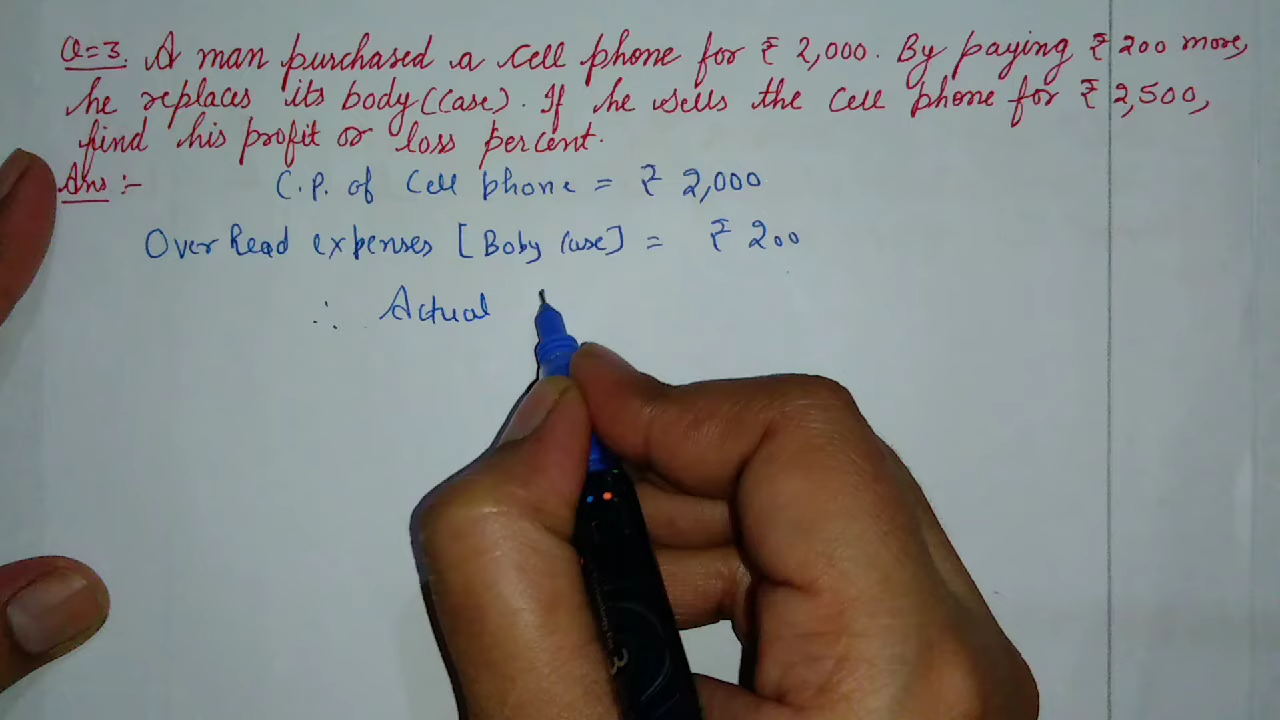 Q=3. A man purchased a cell phone for ₹ 2,000. By paying ₹ 200 more,
he replaces its body (case). If he sells the cell phone for ₹ 2,500,
find his profit or loss percent.
Ans :- C.P. of Cell phone = ₹ 2,000
Over Head expenses [Boby Case] = ₹ 200
∴ Actual